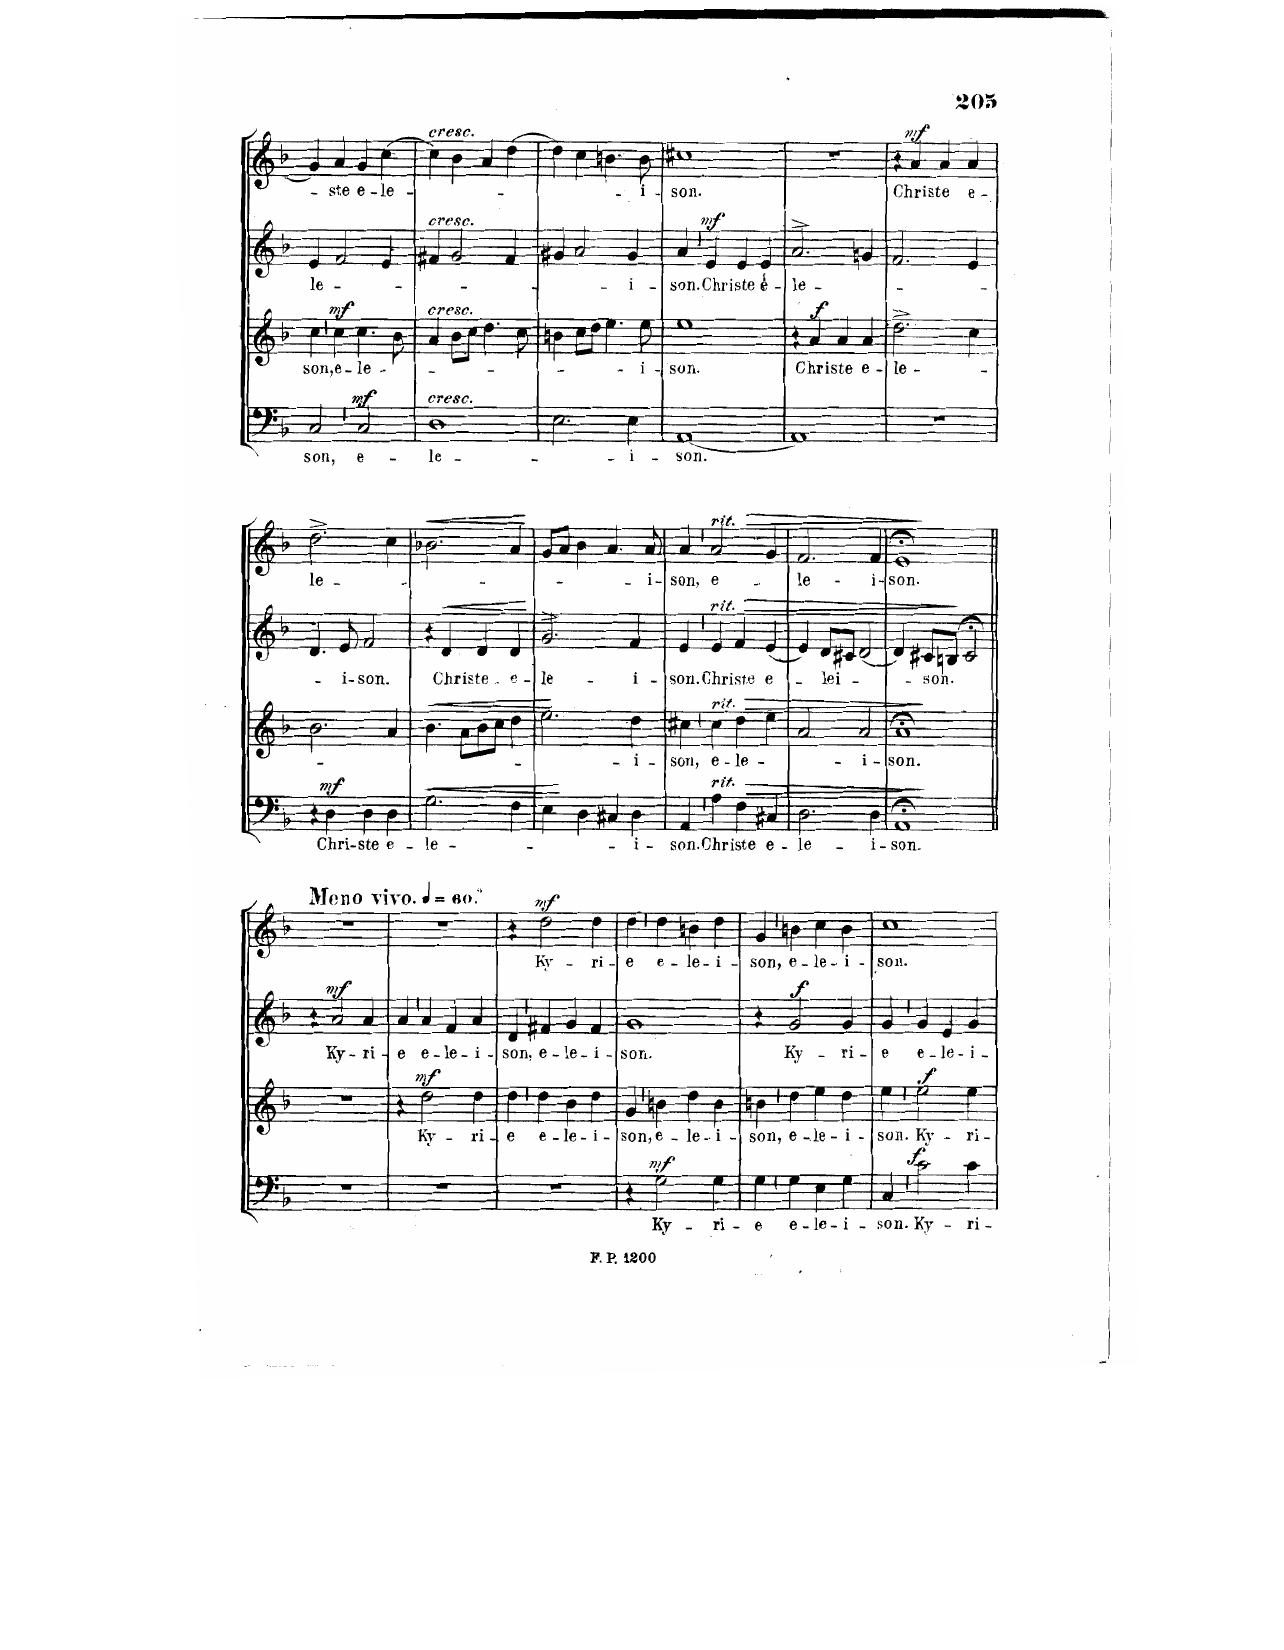 205
cresc.
mf
- ste e - le - - - - i - son. Christe e -
cresc.
mf
le - - - - - - i - son. Christe e - le - - -
mf
cresc.
f
son, e - le - - - - - - i - son. Christe e - le - -
mf
cresc.
son, e - le - - - i - son.
rit.
le - - - - - i - son, e - - le - i - son.
rit.
- i - son. Christe - e - le - i - son. Christe e - lei - - son.
rit.
- - - i - son, e - le - - i - son.
mf
rit.
Chri - ste e - le - - - - i - son. Christe e - le - i - son.
Meno vivo. ♩ = 60.
mf
Ky - ri - e e - le - i - son, e - le - i - son.
mf
f
Ky - ri - e e - le - i - son, e - le - i - son. Ky - ri - e e - le - i -
mf
f
Ky - ri - e e - le - i - son, e - le - i - son, e - le - i - son. Ky - ri -
mf
f
Ky - ri - e e - le - i - son. Ky - ri -
F. P. 1200